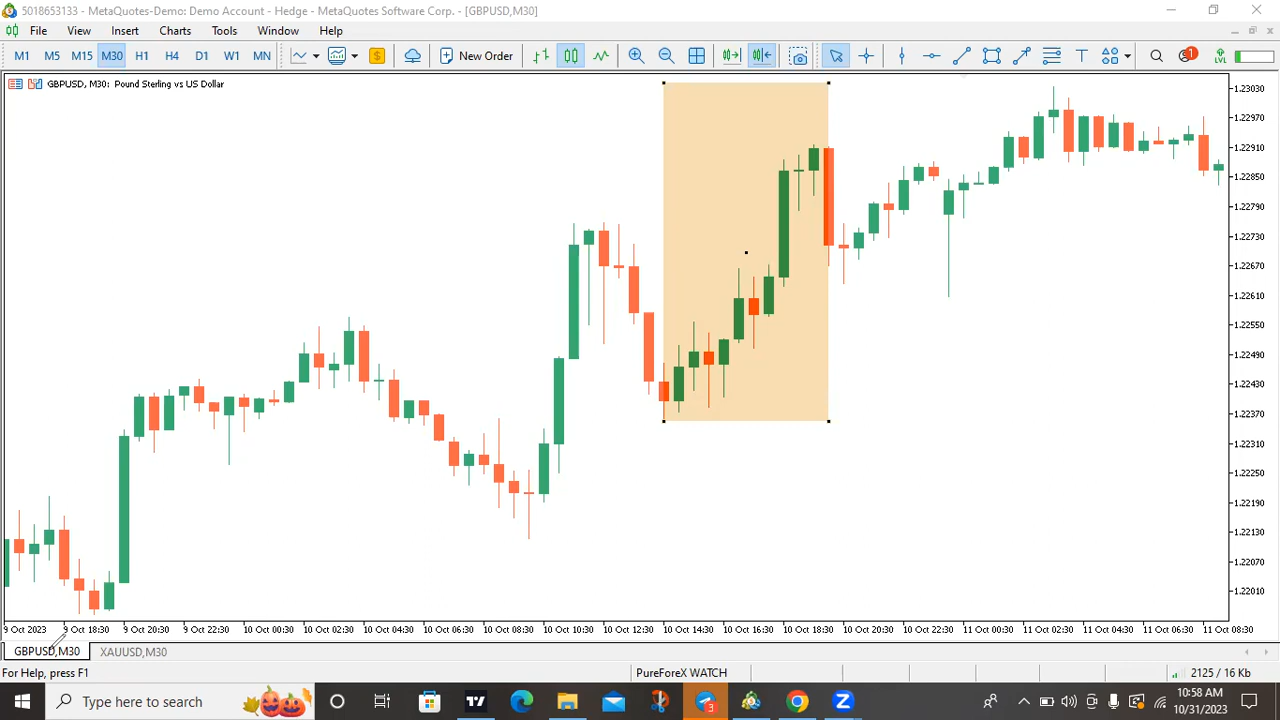 5018653133 - MetaQuotes-Demo: Demo Account - Hedge - MetaQuotes Software Corp. - [GBPUSD,M30]
File View Insert Charts Tools Window Help
M1 M5 M15 M30 H1 H4 D1 W1 MN $ New Order T 1 LVL
GBPUSD, M30: Pound Sterling vs US Dollar
1.23030
1.22970
1.22910
1.22850
1.22790
1.22730
1.22670
1.22610
1.22550
1.22490
1.22430
1.22370
1.22310
1.22250
1.22190
1.22130
1.22070
1.22010
9 Oct 2023 9 Oct 18:30 9 Oct 20:30 9 Oct 22:30 10 Oct 00:30 10 Oct 02:30 10 Oct 04:30 10 Oct 06:30 10 Oct 08:30 10 Oct 10:30 10 Oct 12:30 10 Oct 14:30 10 Oct 16:30 10 Oct 18:30 10 Oct 20:30 10 Oct 22:30 11 Oct 00:30 11 Oct 02:30 11 Oct 04:30 11 Oct 06:30 11 Oct 08:30
GBPUSD,M30 XAUUSD,M30
For Help, press F1 PureForeX WATCH 2125 / 16 Kb
Type here to search 3 10:58 AM
10/31/2023